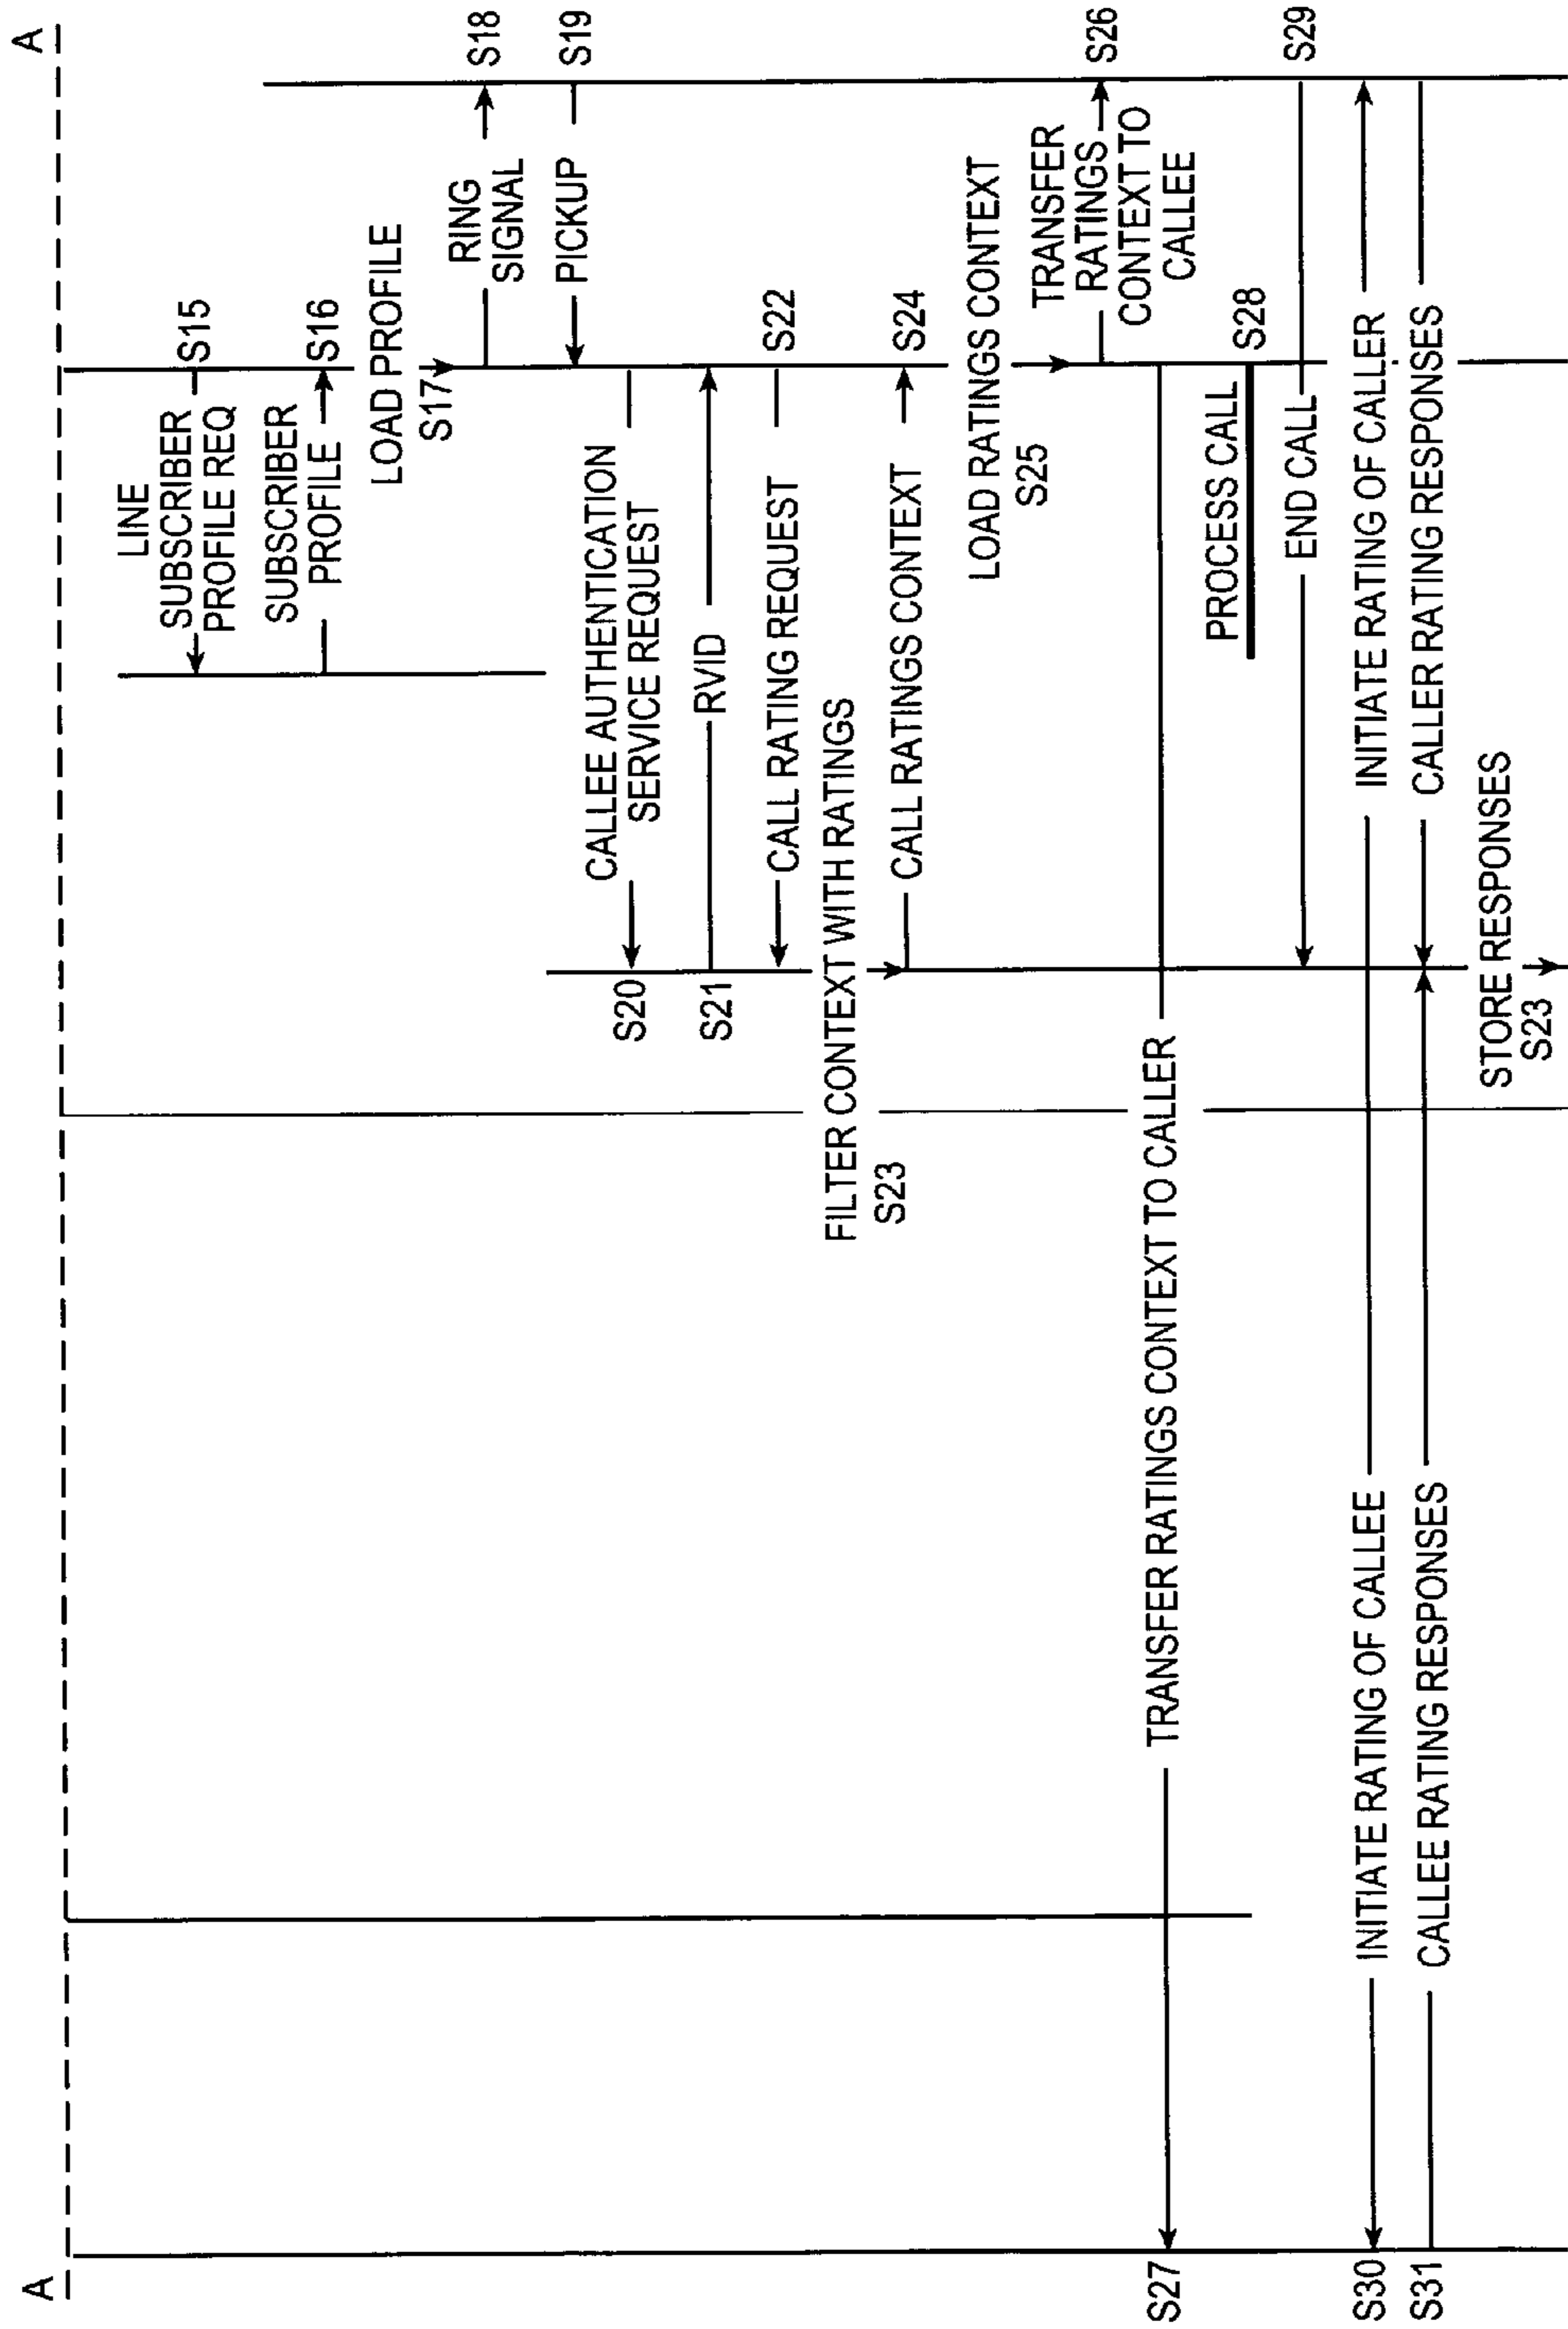 A
A
LINE
SUBSCRIBER
PROFILE REQ
S15
SUBSCRIBER
PROFILE
S16
LOAD PROFILE
S17
RING
SIGNAL
S18
PICKUP
S19
CALLEE AUTHENTICATION
SERVICE REQUEST
S20
RVID
S21
CALL RATING REQUEST
S22
FILTER CONTEXT WITH RATINGS
S23
CALL RATINGS CONTEXT
S24
LOAD RATINGS CONTEXT
S25
TRANSFER
RATINGS
CONTEXT TO
CALLEE
S26
TRANSFER RATINGS CONTEXT TO CALLER
S27
PROCESS CALL
S28
END CALL
S29
S30
INITIATE RATING OF CALLEE
INITIATE RATING OF CALLER
S31
CALLEE RATING RESPONSES
CALLER RATING RESPONSES
STORE RESPONSES
S23